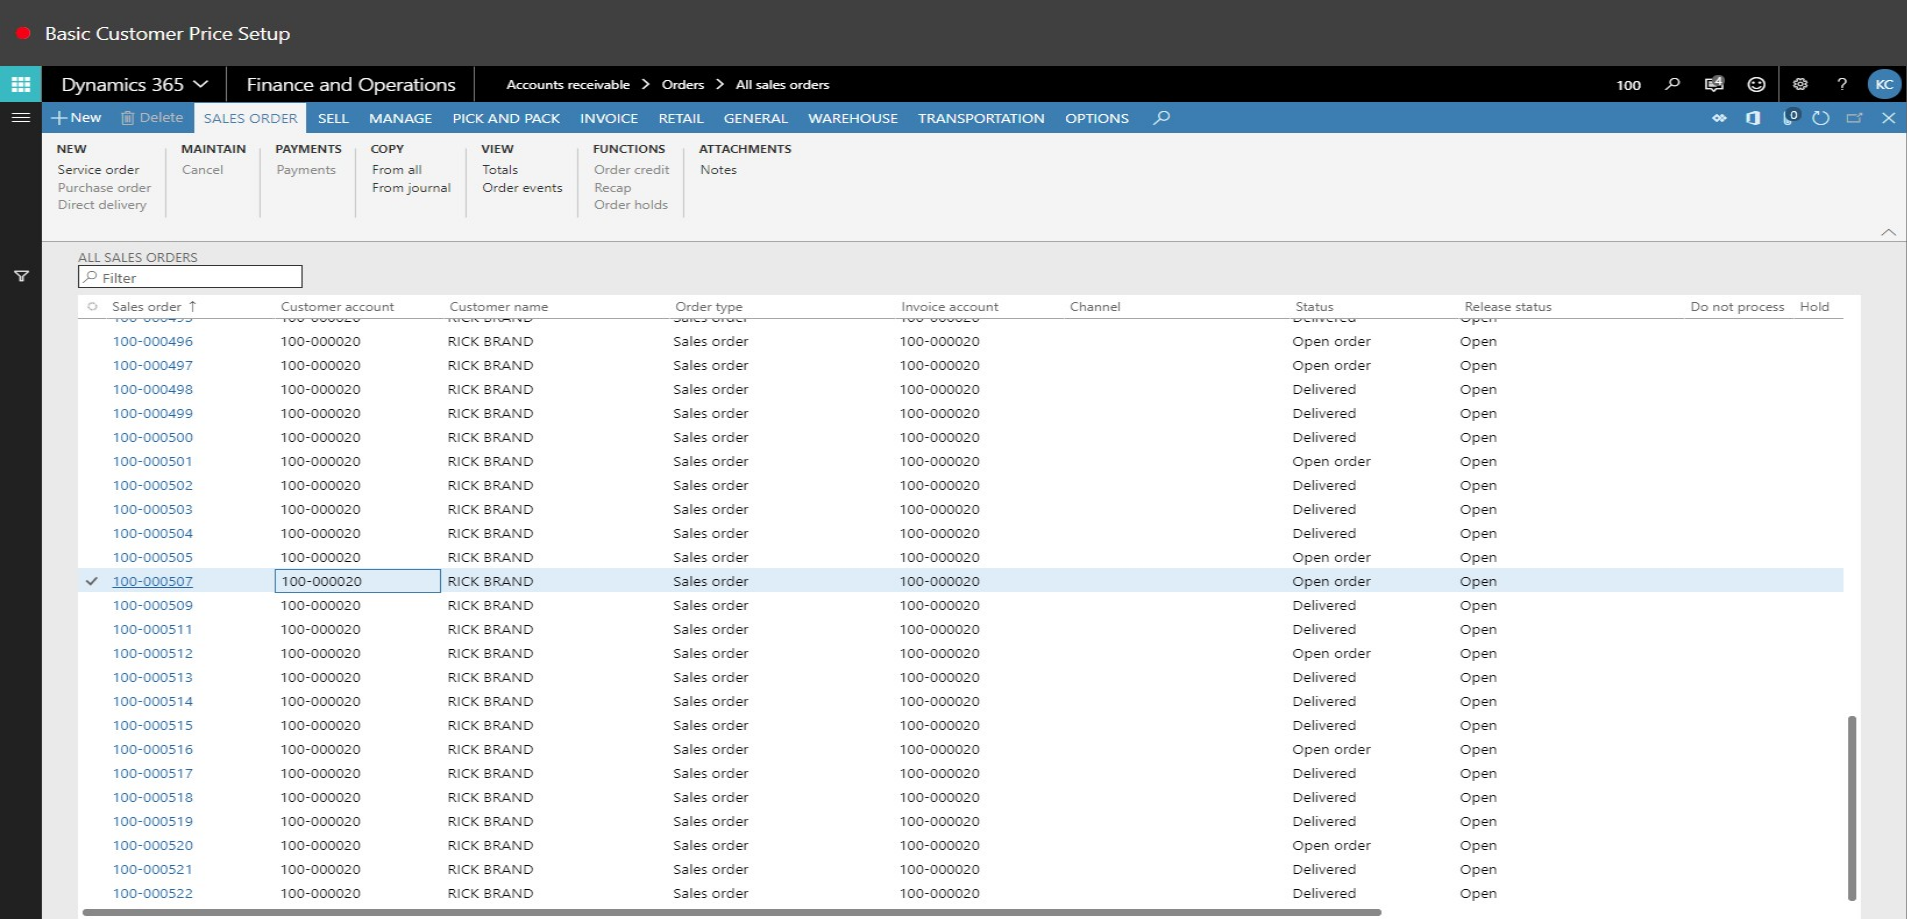 Basic Customer Price Setup
Dynamics 365 Finance and Operations Accounts receivable > Orders > All sales orders 100 4 ? KC
+ New Delete SALES ORDER SELL MANAGE PICK AND PACK INVOICE RETAIL GENERAL WAREHOUSE TRANSPORTATION OPTIONS 0
NEW MAINTAIN PAYMENTS COPY VIEW FUNCTIONS ATTACHMENTS
Service order Cancel Payments From all Totals Order credit Notes
Purchase order From journal Order events Recap
Direct delivery Order holds
ALL SALES ORDERS
Filter
Sales order ↑ Customer account Customer name Order type Invoice account Channel Status Release status Do not process Hold
100-000495 100-000020 RICK BRAND Sales order 100-000020 Delivered Open
100-000496 100-000020 RICK BRAND Sales order 100-000020 Open order Open
100-000497 100-000020 RICK BRAND Sales order 100-000020 Open order Open
100-000498 100-000020 RICK BRAND Sales order 100-000020 Delivered Open
100-000499 100-000020 RICK BRAND Sales order 100-000020 Delivered Open
100-000500 100-000020 RICK BRAND Sales order 100-000020 Delivered Open
100-000501 100-000020 RICK BRAND Sales order 100-000020 Open order Open
100-000502 100-000020 RICK BRAND Sales order 100-000020 Delivered Open
100-000503 100-000020 RICK BRAND Sales order 100-000020 Delivered Open
100-000504 100-000020 RICK BRAND Sales order 100-000020 Delivered Open
100-000505 100-000020 RICK BRAND Sales order 100-000020 Open order Open
100-000507 100-000020 RICK BRAND Sales order 100-000020 Open order Open
100-000509 100-000020 RICK BRAND Sales order 100-000020 Delivered Open
100-000511 100-000020 RICK BRAND Sales order 100-000020 Delivered Open
100-000512 100-000020 RICK BRAND Sales order 100-000020 Open order Open
100-000513 100-000020 RICK BRAND Sales order 100-000020 Delivered Open
100-000514 100-000020 RICK BRAND Sales order 100-000020 Delivered Open
100-000515 100-000020 RICK BRAND Sales order 100-000020 Delivered Open
100-000516 100-000020 RICK BRAND Sales order 100-000020 Open order Open
100-000517 100-000020 RICK BRAND Sales order 100-000020 Delivered Open
100-000518 100-000020 RICK BRAND Sales order 100-000020 Delivered Open
100-000519 100-000020 RICK BRAND Sales order 100-000020 Delivered Open
100-000520 100-000020 RICK BRAND Sales order 100-000020 Open order Open
100-000521 100-000020 RICK BRAND Sales order 100-000020 Delivered Open
100-000522 100-000020 RICK BRAND Sales order 100-000020 Delivered Open